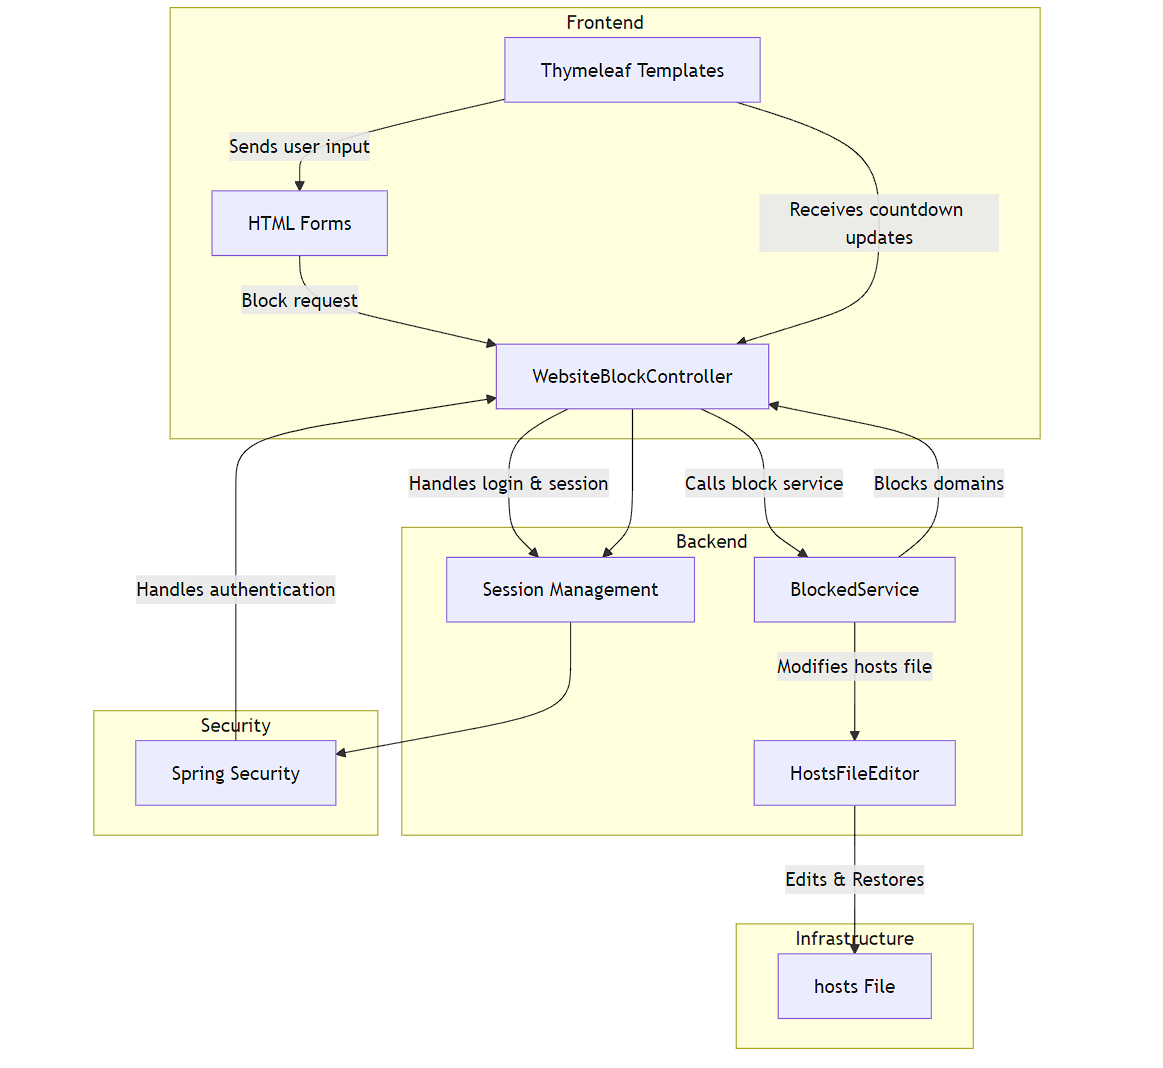 Frontend
Thymeleaf Templates
Sends user input
HTML Forms
Receives countdown
updates
Block request
WebsiteBlockController
Handles login & session
Calls block service
Blocks domains
Backend
Session Management
BlockedService
Handles authentication
Modifies hosts file
Security
Spring Security
HostsFileEditor
Edits & Restores
Infrastructure
hosts File